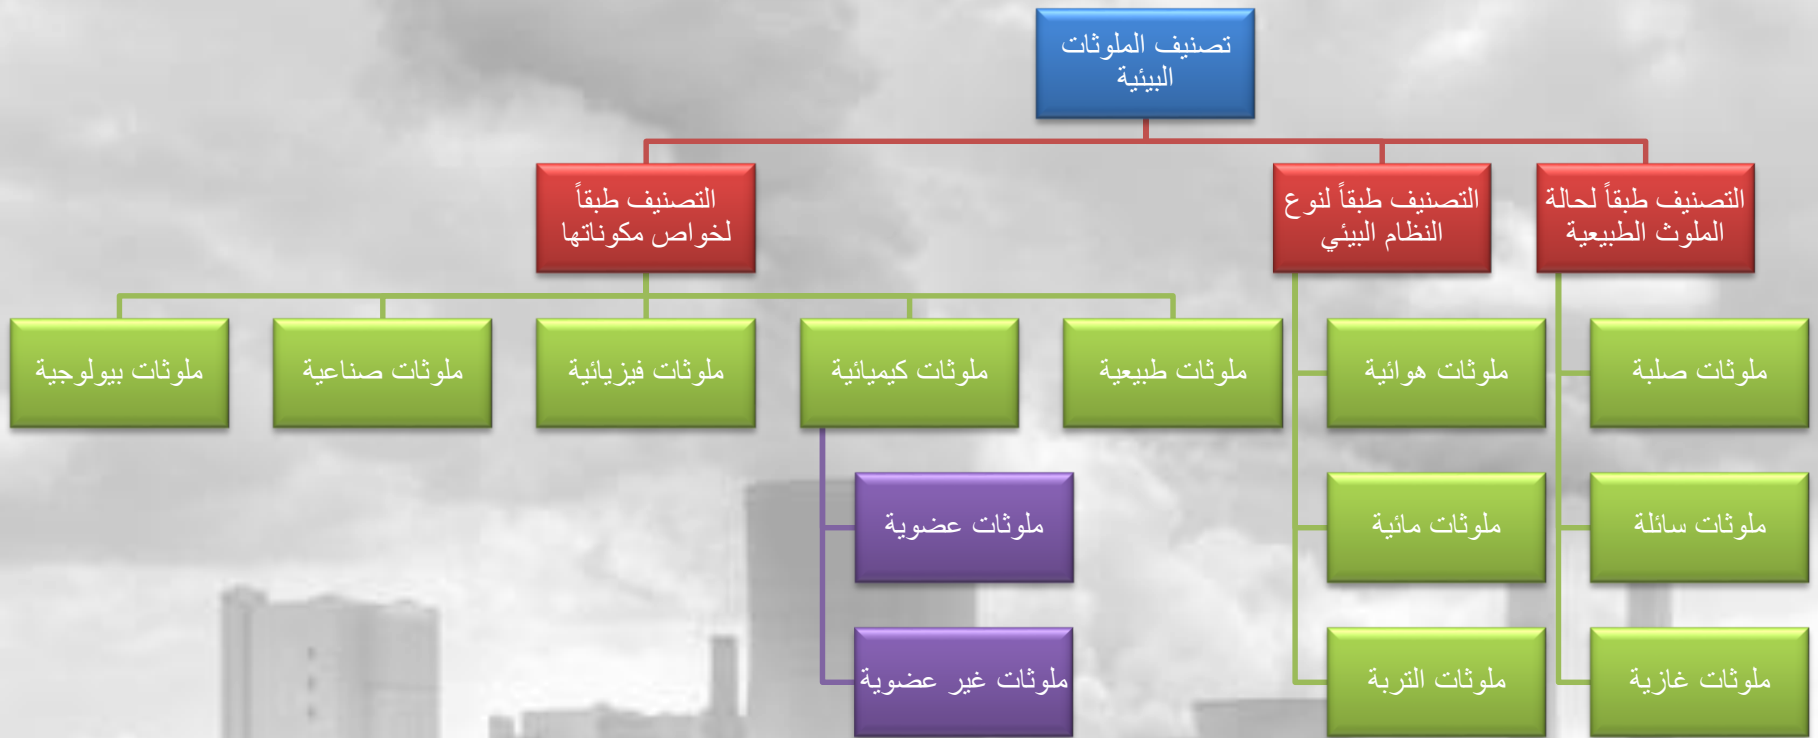 تصنيف الملوثات
البيئية
التصنيف طبقاً لحالة
الملوث الطبيعية
التصنيف طبقاً لنوع
النظام البيئي
التصنيف طبقاً
لخواص مكوناتها
ملوثات صلبة
ملوثات هوائية
ملوثات طبيعية
ملوثات كيميائية
ملوثات فيزيائية
ملوثات صناعية
ملوثات بيولوجية
ملوثات سائلة
ملوثات مائية
ملوثات عضوية
ملوثات غازية
ملوثات التربة
ملوثات غير عضوية